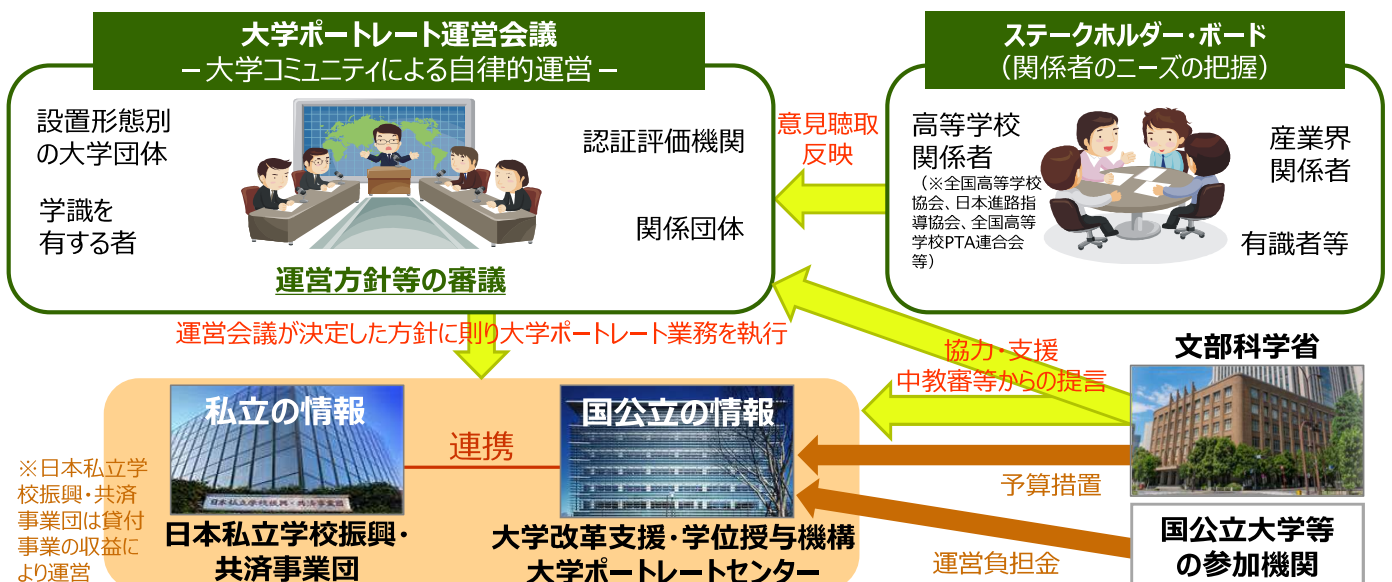 大学ポートレート運営会議
－大学コミュニティによる自律的運営－
設置形態別
の大学団体
学識を
有する者
認証評価機関
関係団体
運営方針等の審議
意見聴取
反映
ステークホルダー・ボード
（関係者のニーズの把握）
高等学校
関係者
（※全国高等学校
協会、日本進路指
導協会、全国高等
学校PTA連合会
等）
産業界
関係者
有識者等
運営会議が決定した方針に則り大学ポートレート業務を執行
協力・支援
中教審等からの提言
文部科学省
私立の情報
日本私立学校振興・共済事業団
連携
国公立の情報
※日本私立学
校振興・共済
事業団は貸付
事業の収益に
より運営
日本私立学校振興・
共済事業団
大学改革支援・学位授与機構
大学ポートレートセンター
予算措置
運営負担金
国公立大学等
の参加機関